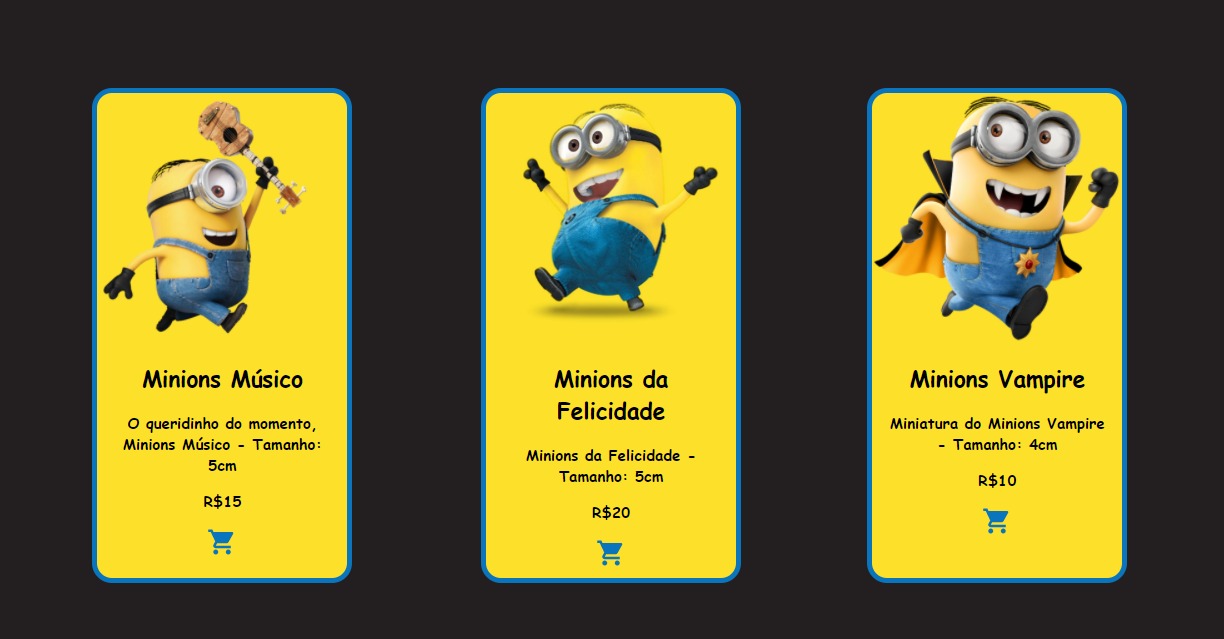 Minions Músico
O queridinho do momento,
Minions Músico - Tamanho:
5cm
R$15
Minions da
Felicidade
Minions da Felicidade -
Tamanho: 5cm
R$20
Minions Vampire
Miniatura do Minions Vampire
- Tamanho: 4cm
R$10